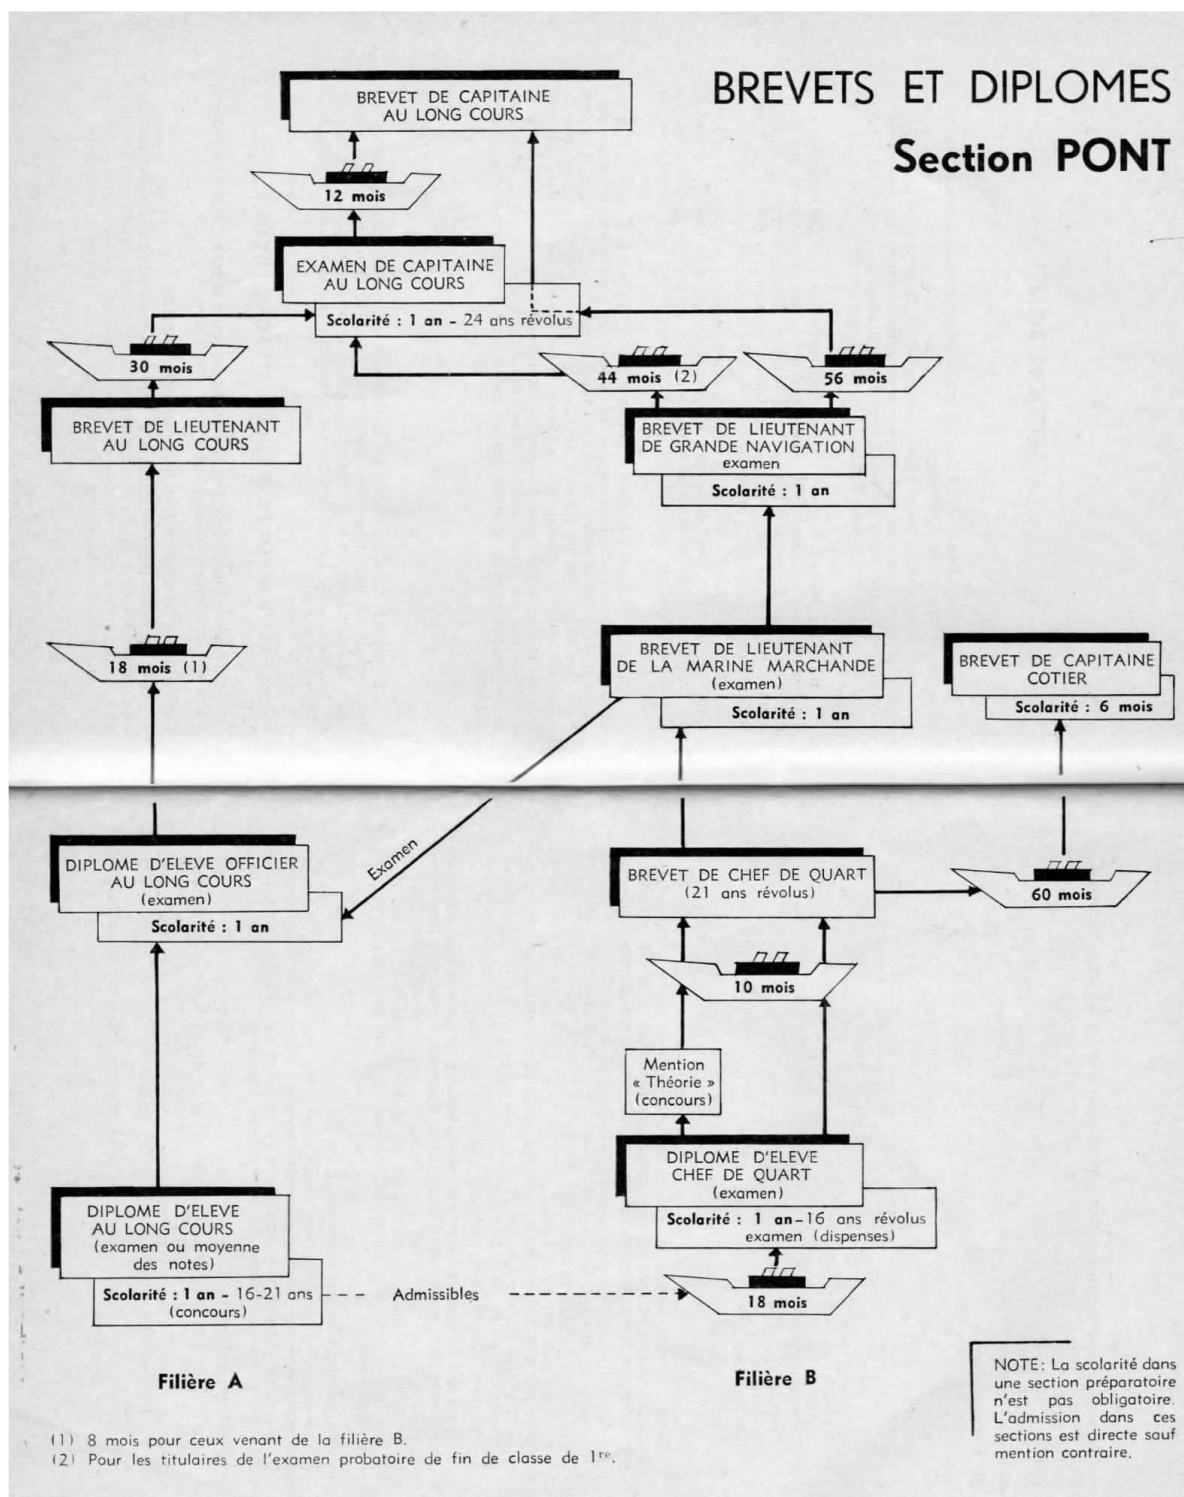 BREVETS ET DIPLOMES
Section PONT
BREVET DE CAPITAINE
AU LONG COURS
12 mois
EXAMEN DE CAPITAINE
AU LONG COURS
Scolarité : 1 an - 24 ans révolus
30 mois
44 mois (2)
56 mois
BREVET DE LIEUTENANT
AU LONG COURS
BREVET DE LIEUTENANT
DE GRANDE NAVIGATION
examen
Scolarité : 1 an
18 mois (1)
BREVET DE LIEUTENANT
DE LA MARINE MARCHANDE
(examen)
Scolarité : 1 an
BREVET DE CAPITAINE
COTIER
Scolarité : 6 mois
DIPLOME D'ELEVE OFFICIER
AU LONG COURS
(examen)
Scolarité : 1 an
Examen
BREVET DE CHEF DE QUART
(21 ans révolus)
60 mois
10 mois
Mention
« Théorie »
(concours)
DIPLOME D'ELEVE
CHEF DE QUART
(examen)
Scolarité : 1 an-16 ans révolus
examen (dispenses)
DIPLOME D'ELEVE
AU LONG COURS
(examen ou moyenne
des notes)
Scolarité : 1 an - 16-21 ans
(concours)
Admissibles
18 mois
Filière A
Filière B
NOTE: La scolarité dans
une section préparatoire
n'est pas obligatoire.
L'admission dans ces
sections est directe sauf
mention contraire.
(1) 8 mois pour ceux venant de la filière B.
(2) Pour les titulaires de l'examen probatoire de fin de classe de 1re.